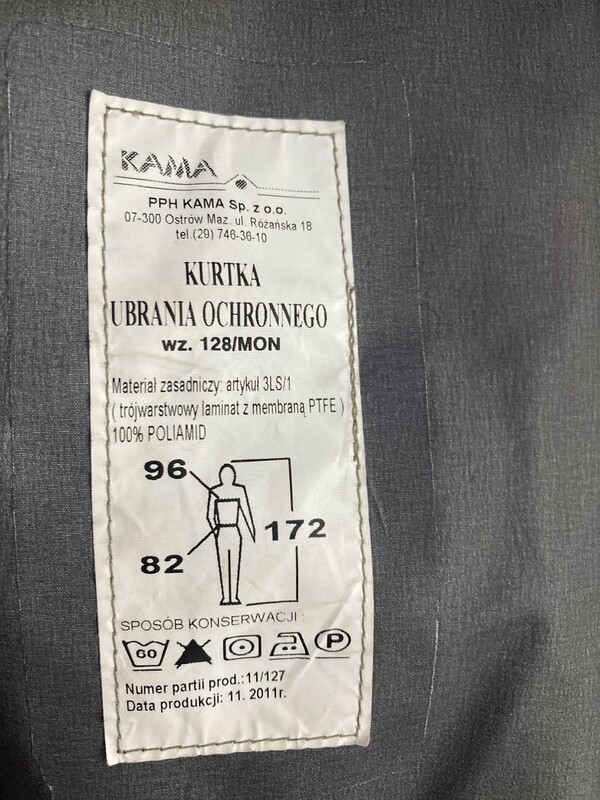 KAMA
PPH KAMA Sp. z o.o.
07-300 Ostrów Maz. ul. Różańska 18
tel.(29) 746-36-10
KURTKA
UBRANIA OCHRONNEGO
wz. 128/MON
Materiał zasadniczy: artykuł 3LS/1
( trójwarstwowy laminat z membraną PTFE )
100% POLIAMID
96
172
82
SPOSÓB KONSERWACJI :
60 P
Numer partii prod.:11/127
Data produkcji: 11. 2011r.